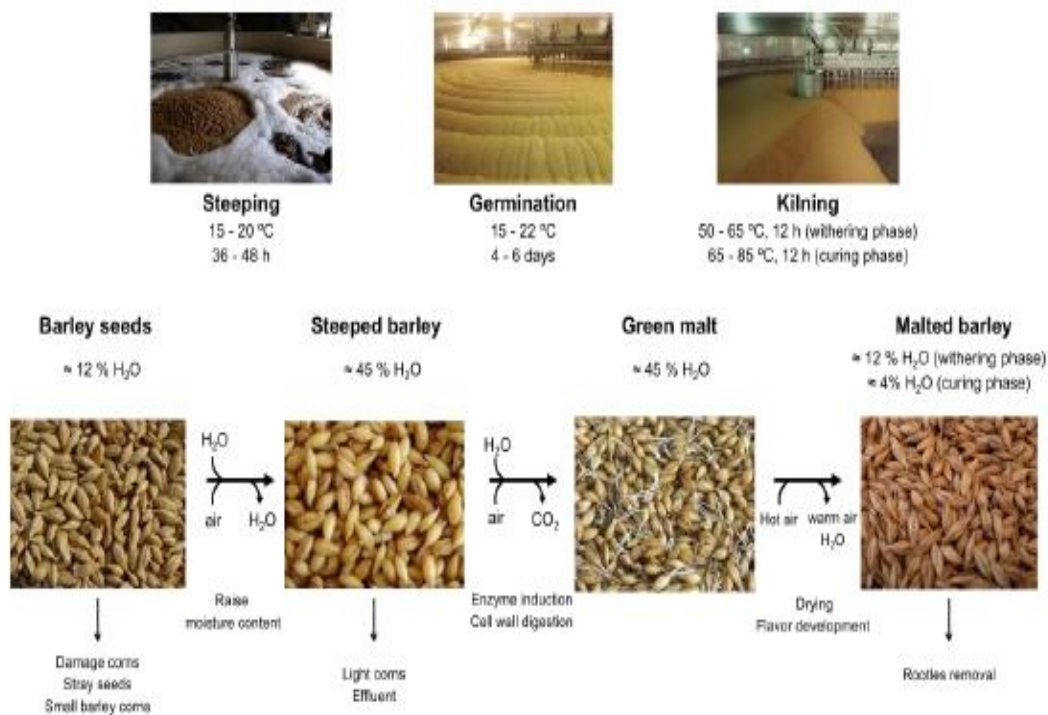 Steeping
15 - 20 ºC
36 - 48 h
Germination
15 - 22 ºC
4 - 6 days
Kilning
50 - 65 ºC, 12 h (withering phase)
65 - 85 ºC, 12 h (curing phase)
Barley seeds
≈ 12 % H₂O
Steeped barley
≈ 45 % H₂O
Green malt
≈ 45 % H₂O
Malted barley
≈ 12 % H₂O (withering phase)
≈ 4% H₂O (curing phase)
H₂O
air
H₂O
H₂O
air
CO₂
Hot air
warm air
H₂O
Raise
moisture content
Enzyme induction
Cell wall digestion
Drying
Flavor development
Damage corns
Stray seeds
Small barley corns
Light corns
Effluent
Rootles removal